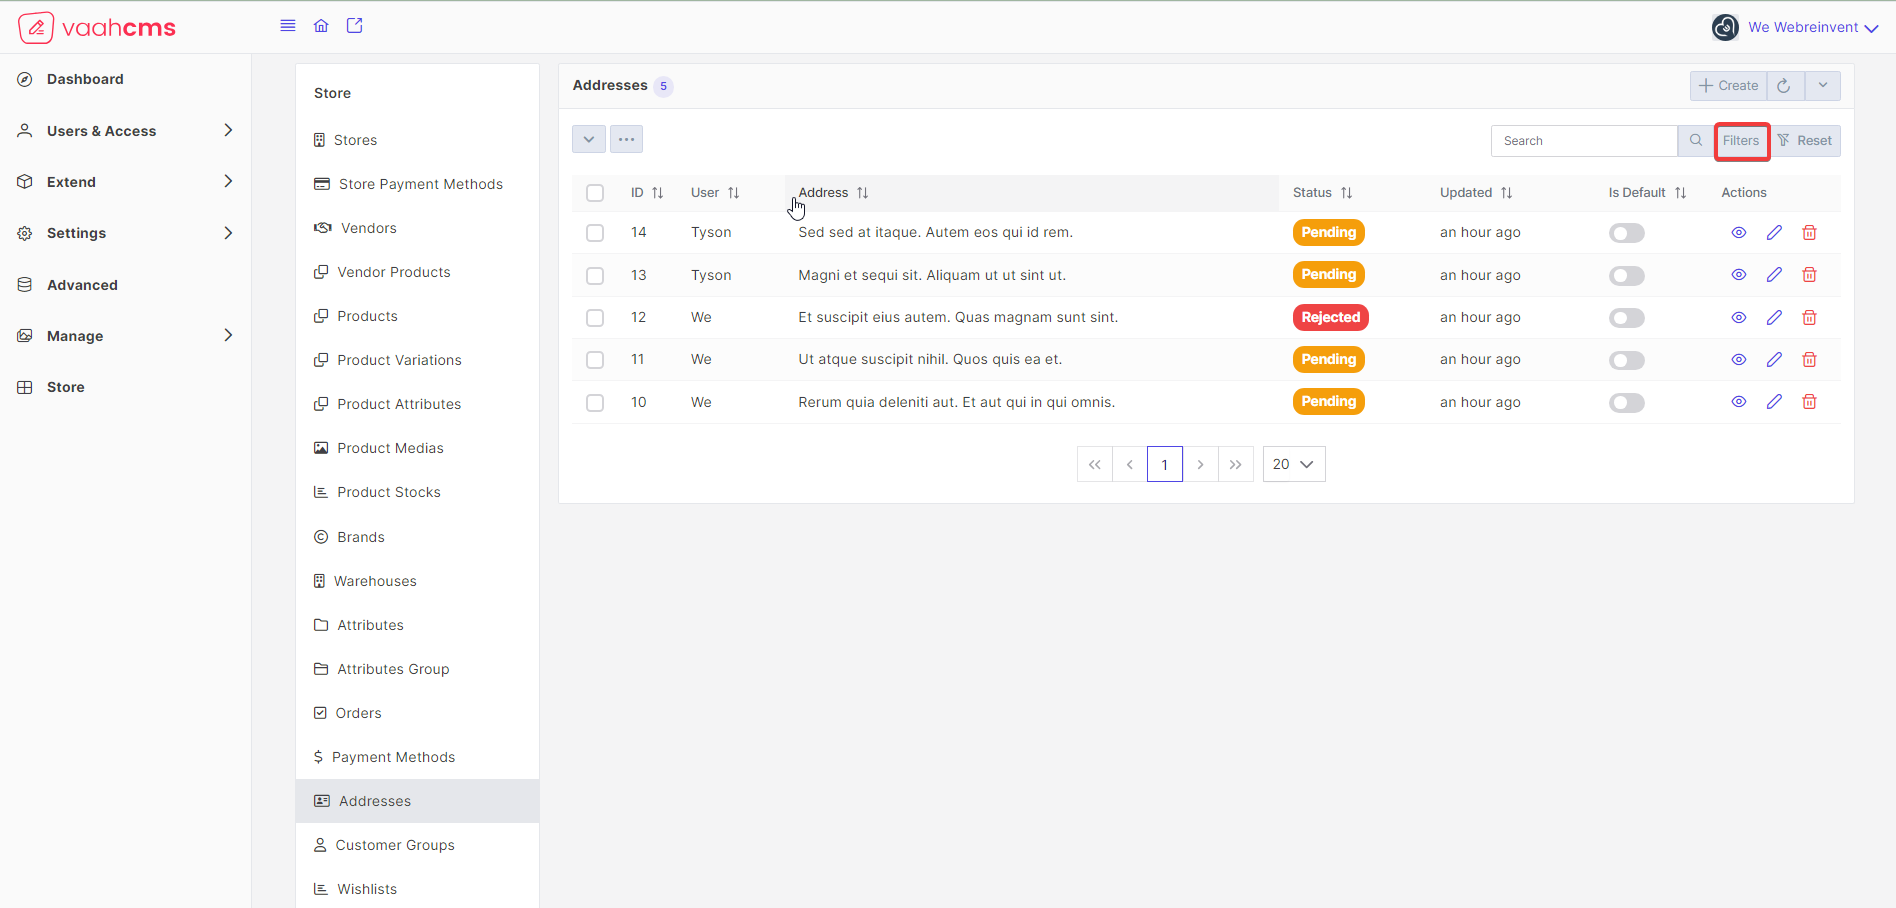 vaahcms
We Webreinvent
Dashboard
Users & Access
Extend
Settings
Advanced
Manage
Store
Store
Stores
Store Payment Methods
Vendors
Vendor Products
Products
Product Variations
Product Attributes
Product Medias
Product Stocks
Brands
Warehouses
Attributes
Attributes Group
Orders
Payment Methods
Addresses
Customer Groups
Wishlists
Addresses 5
Create
Search Filters Reset
ID User Address Status Updated Is Default Actions
14 Tyson Sed sed at itaque. Autem eos qui id rem. Pending an hour ago
13 Tyson Magni et sequi sit. Aliquam ut ut sint ut. Pending an hour ago
12 We Et suscipit eius autem. Quas magnam sunt sint. Rejected an hour ago
11 We Ut atque suscipit nihil. Quos quis ea et. Pending an hour ago
10 We Rerum quia deleniti aut. Et aut qui in qui omnis. Pending an hour ago
1 20